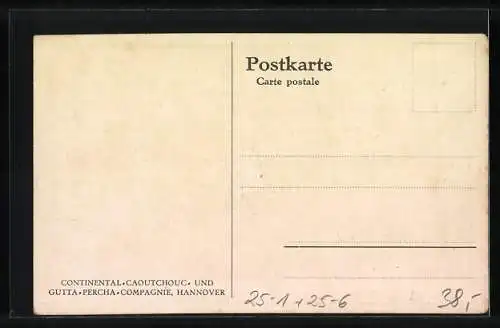 Postkarte
Carte postale
CONTINENTAL•CAOUTCHOUC• UND
GUTTA•PERCHA•COMPAGNIE, HANNOVER
25-1 + 25-6
38,-